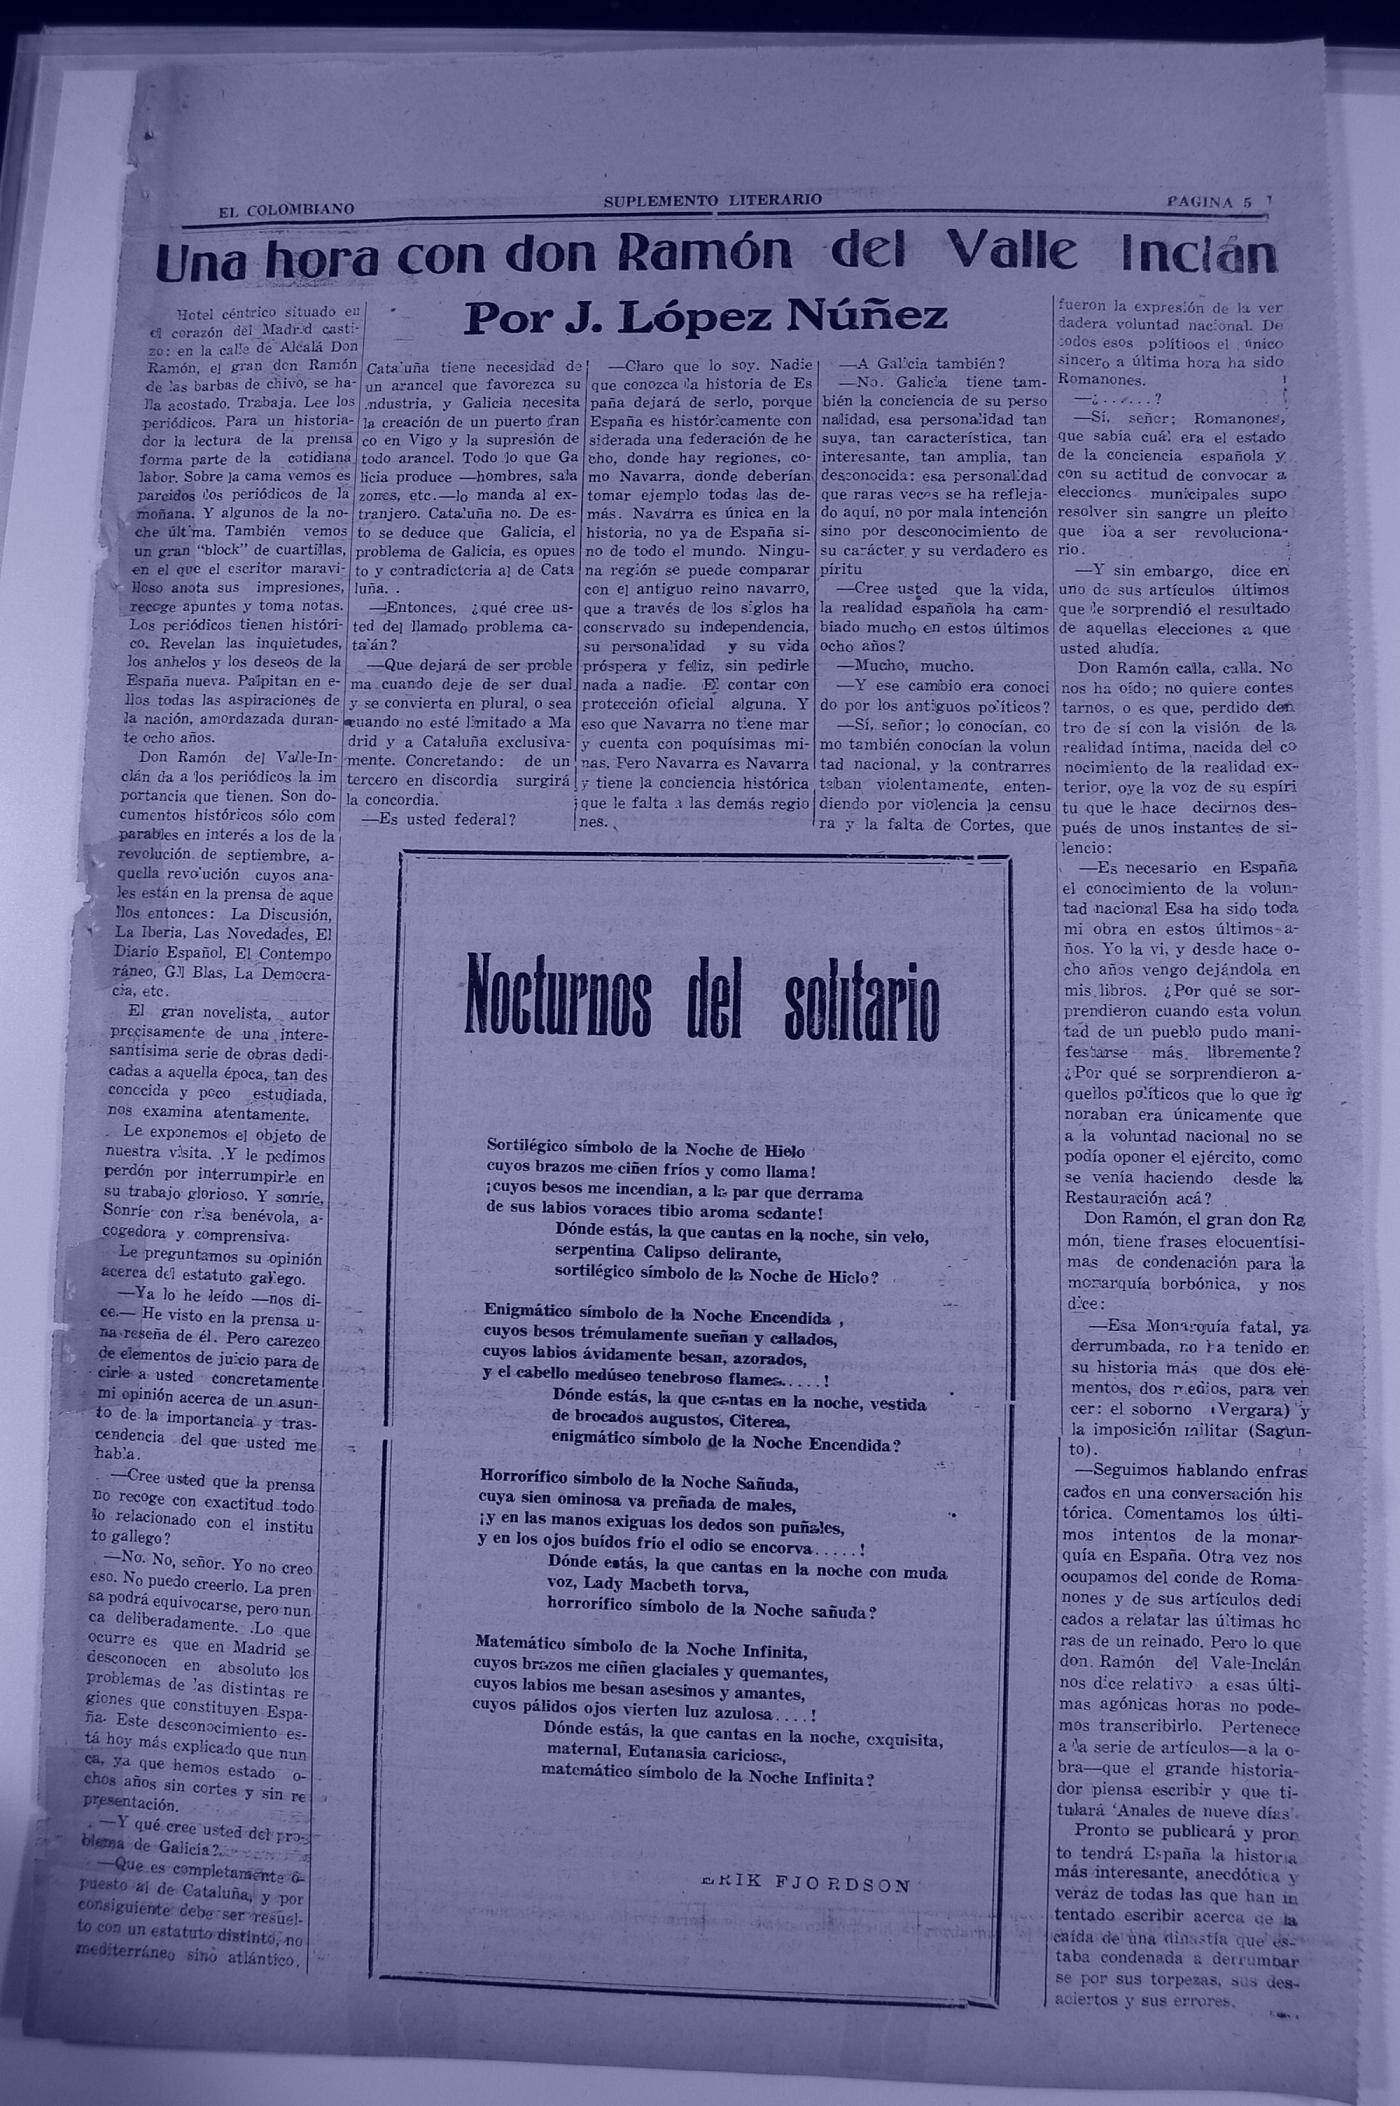 EL COLOMBIANO
SUPLEMENTO LITERARIO
PAGINA 5
Una hora con don Ramón del Valle Inclán
Por J. López Núñez
Hotel céntrico situado en
el corazón del Madrid casti-
zo: en la calle de Alcalá Don
Ramón, el gran don Ramón
de las barbas de chivo, se ha-
lla acostado. Trabaja. Lee los
periódicos. Para un historia-
dor la lectura de la prensa
forma parte de la cotidiana
labor. Sobre la cama vemos es
parcidos los periódicos de la
moñana. Y algunos de la no-
che última. También vemos
un gran "block" de cuartillas,
en el que el escritor maravi-
lloso anota sus impresiones,
recoge apuntes y toma notas.
Los periódicos tienen históri-
co. Revelan las inquietudes,
los anhelos y los deseos de la
España nueva. Palpitan en e-
llos todas las aspiraciones de
la nación, amordazada duran-
te ocho años.
Don Ramón del Valle-In-
clán da a los periódicos la im
portancia que tienen. Son do-
cumentos históricos sólo com
parables en interés a los de la
revolución de septiembre, a-
quella revolución cuyos ana-
les están en la prensa de aque
llos entonces: La Discusión,
La Iberia, Las Novedades, El
Diario Español, El Contempo
ráneo, Gil Blas, La Democra-
cia, etc.
El gran novelista, autor
precisamente de una intere-
santísima serie de obras dedi-
cadas a aquella época, tan des
conocida y poco estudiada,
nos examina atentamente.
Le exponemos el objeto de
nuestra visita. .Y le pedimos
perdón por interrumpirle en
su trabajo glorioso. Y sonríe,
Sonríe con risa benévola, a-
cogedora y comprensiva.
Le preguntamos su opinión
acerca del estatuto gallego.
—Ya lo he leído —nos di-
ce.— He visto en la prensa u-
na reseña de él. Pero carezco
de elementos de juicio para de
cirle a usted concretamente
mi opinión acerca de un asun-
to de la importancia y tras-
cendencia del que usted me
habla.
—Cree usted que la prensa
no recoge con exactitud todo
lo relacionado con el institu
to gallego?
—No. No, señor. Yo no creo
eso. No puedo creerlo. La pren
sa podrá equivocarse, pero nun
ca deliberadamente. .Lo que
ocurre es que en Madrid se
desconocen en absoluto los
problemas de las distintas re
giones que constituyen Espa-
ña. Este desconocimiento es-
tá hoy más explicado que nun
ca, ya que hemos estado o-
chos años sin cortes y sin re
presentación.
—Y qué cree usted del pro-
blema de Galicia?
—Que es completamente o-
puesto al de Cataluña, y por
consiguiente debe ser resuel-
to con un estatuto distinto, no
mediterráneo sino atlántico.
Cataluña tiene necesidad de
un arancel que favorezca su
industria, y Galicia necesita
la creación de un puerto fran
co en Vigo y la supresión de
todo arancel. Todo lo que Ga
licia produce —hombres, sala
zones, etc.—lo manda al ex-
tranjero. Cataluña no. De es-
to se deduce que Galicia, el
problema de Galicia, es opues
to y contradictoria al de Cata
luña. .
—Entonces, ¿qué cree us-
ted del llamado problema ca-
talán?
—Que dejará de ser proble
ma cuando deje de ser dual
y se convierta en plural, o sea
cuando no esté limitado a Ma
drid y a Cataluña exclusiva-
mente. Concretando: de un
tercero en discordia surgirá
la concordia.
—Es usted federal?
—Claro que lo soy. Nadie
que conozca la historia de Es
paña dejará de serlo, porque
España es históricamente con
siderada una federación de he
cho, donde hay regiones, co-
mo Navarra, donde deberían
tomar ejemplo todas las de-
más. Navarra es única en la
historia, no ya de España si-
no de todo el mundo. Ningu-
na región se puede comparar
con el antiguo reino navarro,
que a través de los siglos ha
conservado su independencia,
su personalidad y su vida
próspera y feliz, sin pedirle
nada a nadie. El contar con
protección oficial alguna. Y
eso que Navarra no tiene mar
y cuenta con poquísimas mi-
nas. Pero Navarra es Navarra
y tiene la conciencia histórica
que le falta a las demás regio
nes.
—A Galicia también?
—No. Galicia tiene tam-
bién la conciencia de su perso
nalidad, esa personalidad tan
suya, tan característica, tan
interesante, tan amplia, tan
desconocida: esa personalidad
que raras veces se ha refleja-
do aquí, no por mala intención
sino por desconocimiento de
su carácter y su verdadero es
píritu
—Cree usted que la vida,
la realidad española ha cam-
biado mucho en estos últimos
ocho años?
—Mucho, mucho.
—Y ese cambio era conoci
do por los antiguos políticos?
—Sí, señor; lo conocían, co
mo también conocían la volun
tad nacional, y la contrarres
taban violentamente, enten-
diendo por violencia la censu
ra y la falta de Cortes, que
fueron la expresión de la ver
dadera voluntad nacional. De
todos esos políticos el único
sincero a última hora ha sido
Romanones.
—¿......?
—Sí, señor; Romanones,
que sabía cuál era el estado
de la conciencia española y
con su actitud de convocar a
elecciones municipales supo
resolver sin sangre un pleito
que iba a ser revoluciona-
rio.
—Y sin embargo, dice en
uno de sus artículos últimos
que le sorprendió el resultado
de aquellas elecciones a que
usted aludía.
Don Ramón calla, calla. No
nos ha oído; no quiere contes
tarnos, o es que, perdido den
tro de sí con la visión de la
realidad íntima, nacida del co
nocimiento de la realidad ex-
terior, oye la voz de su espíri
tu que le hace decirnos des-
pués de unos instantes de si-
lencio:
—Es necesario en España
el conocimiento de la volun-
tad nacional Esa ha sido toda
mi obra en estos últimos a-
ños. Yo la vi, y desde hace o-
cho años vengo dejándola en
mis libros. ¿Por qué se sor-
prendieron cuando esta volun
tad de un pueblo pudo mani-
festarse más libremente?
¿Por qué se sorprendieron a-
quellos políticos que lo que ig
noraban era únicamente que
a la voluntad nacional no se
podía oponer el ejército, como
se venía haciendo desde la
Restauración acá?
Don Ramón, el gran don Ra
món, tiene frases elocuentísi-
mas de condenación para la
monarquía borbónica, y nos
dice:
—Esa Monarquía fatal, ya
derrumbada, no ha tenido en
su historia más que dos ele-
mentos, dos medios, para ven
cer: el soborno (Vergara) y
la imposición militar (Sagun-
to).
—Seguimos hablando enfras
cados en una conversación his
tórica. Comentamos los últi-
mos intentos de la monar-
quía en España. Otra vez nos
ocupamos del conde de Roma-
nones y de sus artículos dedi
cados a relatar las últimas ho
ras de un reinado. Pero lo que
don Ramón del Vale-Inclán
nos dice relativo a esas últi-
mas agónicas horas no pode-
mos transcribirlo. Pertenece
a la serie de artículos—a la o-
bra—que el grande historia-
dor piensa escribir y que ti-
tulará 'Anales de nueve días'
Pronto se publicará y pron
to tendrá España la historia
más interesante, anecdótica y
veraz de todas las que han in
tentado escribir acerca de la
caída de una dinastía que es-
taba condenada a derrumbar
se por sus torpezas, sus des-
aciertos y sus errores.
Nocturnos del solitario
Sortilégico símbolo de la Noche de Hielo
cuyos brazos me ciñen fríos y como llama!
¡cuyos besos me incendian, a la par que derrama
de sus labios voraces tibio aroma sedante!
Dónde estás, la que cantas en la noche, sin velo,
serpentina Calipso delirante,
sortilégico símbolo de la Noche de Hielo?
Enigmático símbolo de la Noche Encendida ,
cuyos besos trémulamente sueñan y callados,
cuyos labios ávidamente besan, azorados,
y el cabello medúseo tenebroso flamea.....!
Dónde estás, la que cantas en la noche, vestida
de brocados augustos, Citerea,
enigmático símbolo de la Noche Encendida?
Horrorífico símbolo de la Noche Sañuda,
cuya sien ominosa va preñada de males,
¡y en las manos exiguas los dedos son puñales,
y en los ojos buídos frío el odio se encorva.....!
Dónde estás, la que cantas en la noche con muda
voz, Lady Macbeth torva,
horrorífico símbolo de la Noche sañuda?
Matemático símbolo de la Noche Infinita,
cuyos brazos me ciñen glaciales y quemantes,
cuyos labios me besan asesinos y amantes,
cuyos pálidos ojos vierten luz azulosa....!
Dónde estás, la que cantas en la noche, exquisita,
maternal, Eutanasia cariciosa,
matemático símbolo de la Noche Infinita?
ERIK FJORDSON